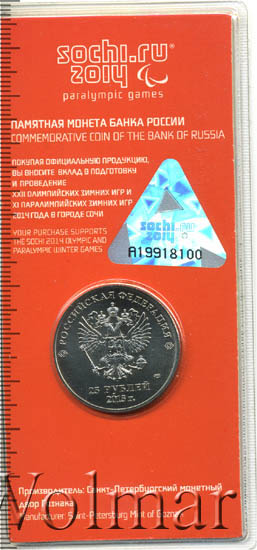 sochi.ru
2014
paralympic games
ПАМЯТНАЯ МОНЕТА БАНКА РОССИИ
COMMEMORATIVE COIN OF THE BANK OF RUSSIA
ПОКУПАЯ ОФИЦИАЛЬНУЮ ПРОДУКЦИЮ,
ВЫ ВНОСИТЕ ВКЛАД В ПОДГОТОВКУ
И ПРОВЕДЕНИЕ
XXII ОЛИМПИЙСКИХ ЗИМНИХ ИГР И
XI ПАРАЛИМПИЙСКИХ ЗИМНИХ ИГР
2014 ГОДА В ГОРОДЕ СОЧИ
YOUR PURCHASE SUPPORTS
THE SOCHI 2014 OLYMPIC AND
PARALYMPIC WINTER GAMES
sochi
2014
A19918100
РОССИЙСКАЯ ФЕДЕРАЦИЯ
25 РУБЛЕЙ
2013 г.
Производитель: Санкт-Петербургский монетный
двор Гознака
Manufacturer: Saint-Petersburg Mint of Goznak
Wolmar